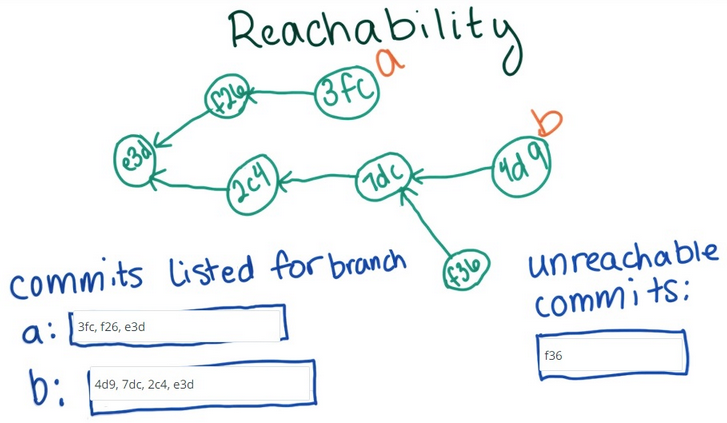 Reachability
a
f26
3fc
b
e3d
2c4
7dc
4d9
f36
commits listed for branch
a: 3fc, f26, e3d
b: 4d9, 7dc, 2c4, e3d
unreachable
commits:
f36